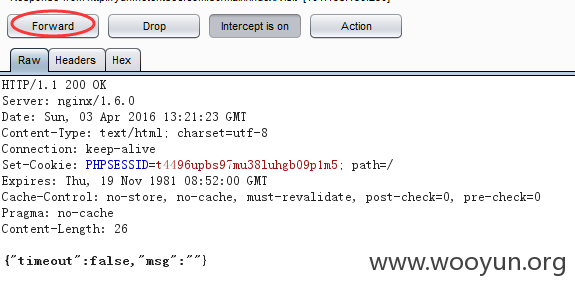 Forward Drop Intercept is on Action
Raw Headers Hex
HTTP/1.1 200 OK
Server: nginx/1.6.0
Date: Sun, 03 Apr 2016 13:21:23 GMT
Content-Type: text/html; charset=utf-8
Connection: keep-alive
Set-Cookie: PHPSESSID=t4496upbs97mu38luhgb09p1m5; path=/
Expires: Thu, 19 Nov 1981 08:52:00 GMT
Cache-Control: no-store, no-cache, must-revalidate, post-check=0, pre-check=0
Pragma: no-cache
Content-Length: 26
{"timeout":false,"msg":""}
www.wooyun.org